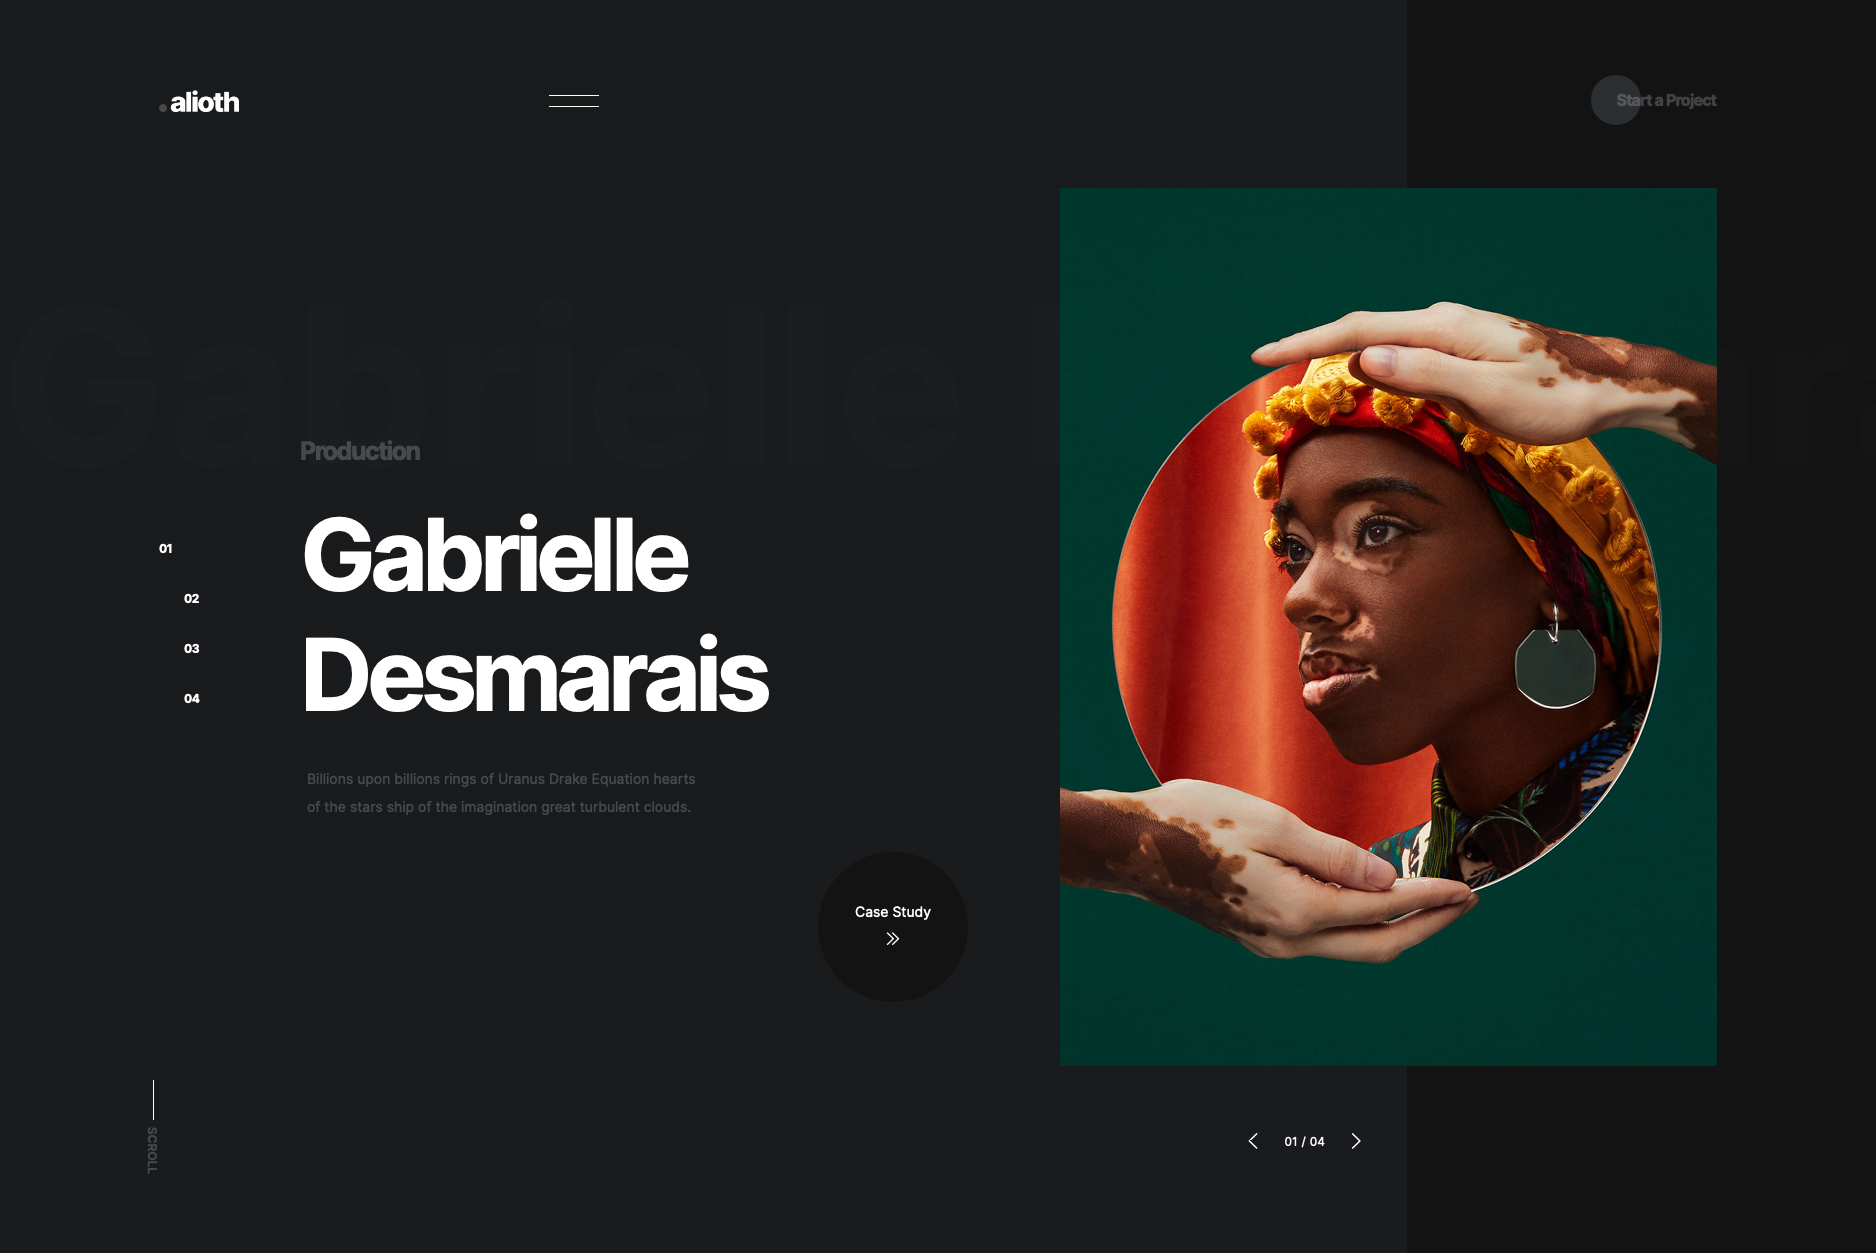 .alioth
Start a Project
Gabrielle
Production
Gabrielle
Desmarais
01
02
03
04
Billions upon billions rings of Uranus Drake Equation hearts
of the stars ship of the imagination great turbulent clouds.
Case Study
SCROLL
01 / 04